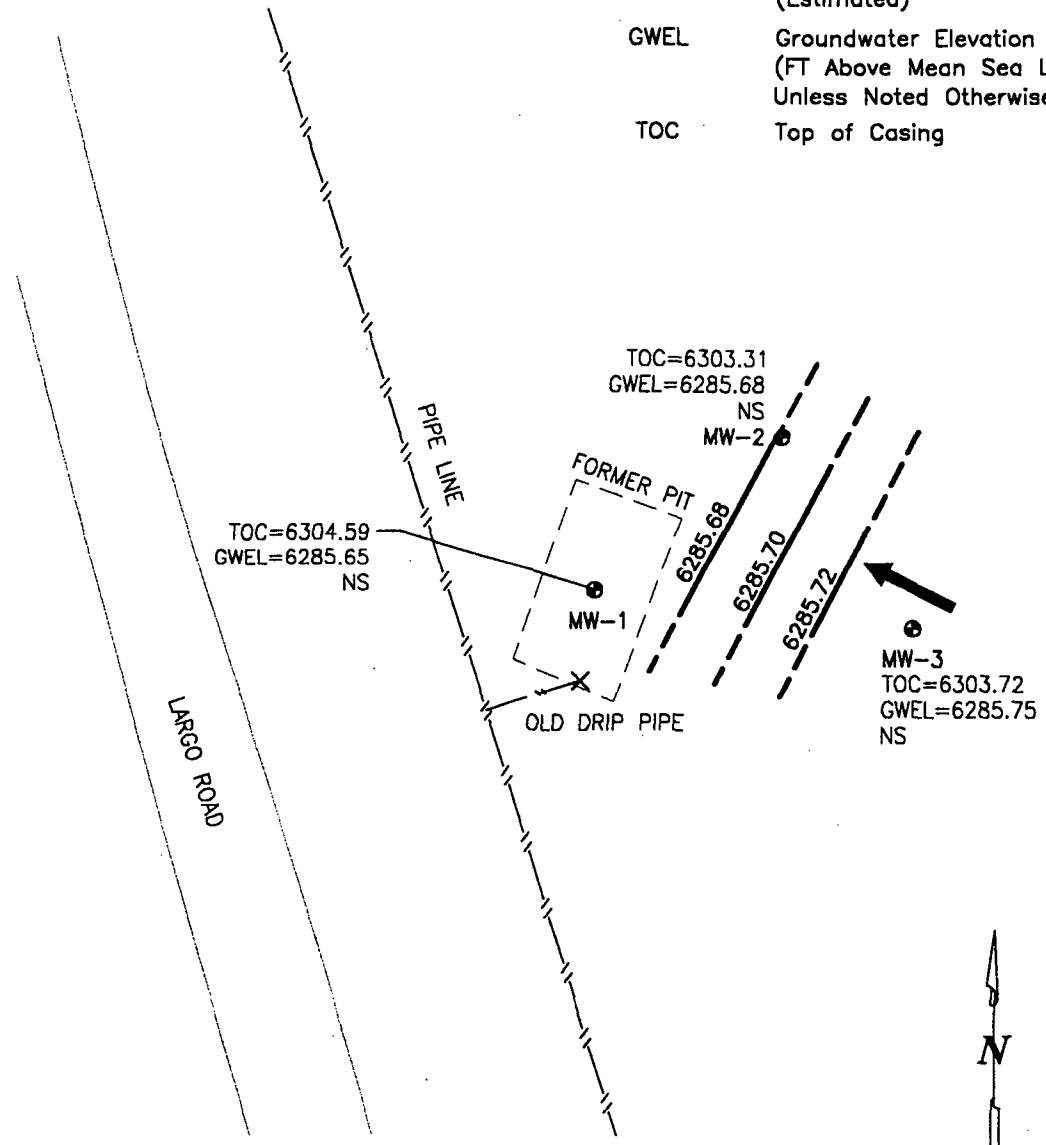 (Estimated)
GWEL Groundwater Elevation
(FT Above Mean Sea L
Unless Noted Otherwise
TOC Top of Casing
TOC=6303.31
GWEL=6285.68
NS
MW-2
PIPE LINE
FORMER PIT
TOC=6304.59
GWEL=6285.65
NS
MW-1
6285.68
6285.70
6285.72
MW-3
TOC=6303.72
GWEL=6285.75
NS
OLD DRIP PIPE
LARGO ROAD
N